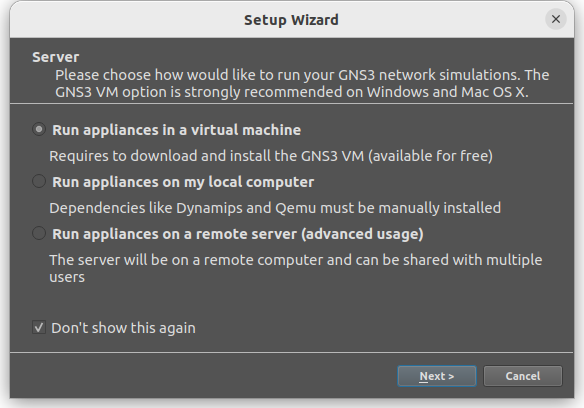 Setup Wizard
Server
Please choose how would like to run your GNS3 network simulations. The
GNS3 VM option is strongly recommended on Windows and Mac OS X.
Run appliances in a virtual machine
Requires to download and install the GNS3 VM (available for free)
Run appliances on my local computer
Dependencies like Dynamips and Qemu must be manually installed
Run appliances on a remote server (advanced usage)
The server will be on a remote computer and can be shared with multiple
users
Don't show this again
Next >
Cancel